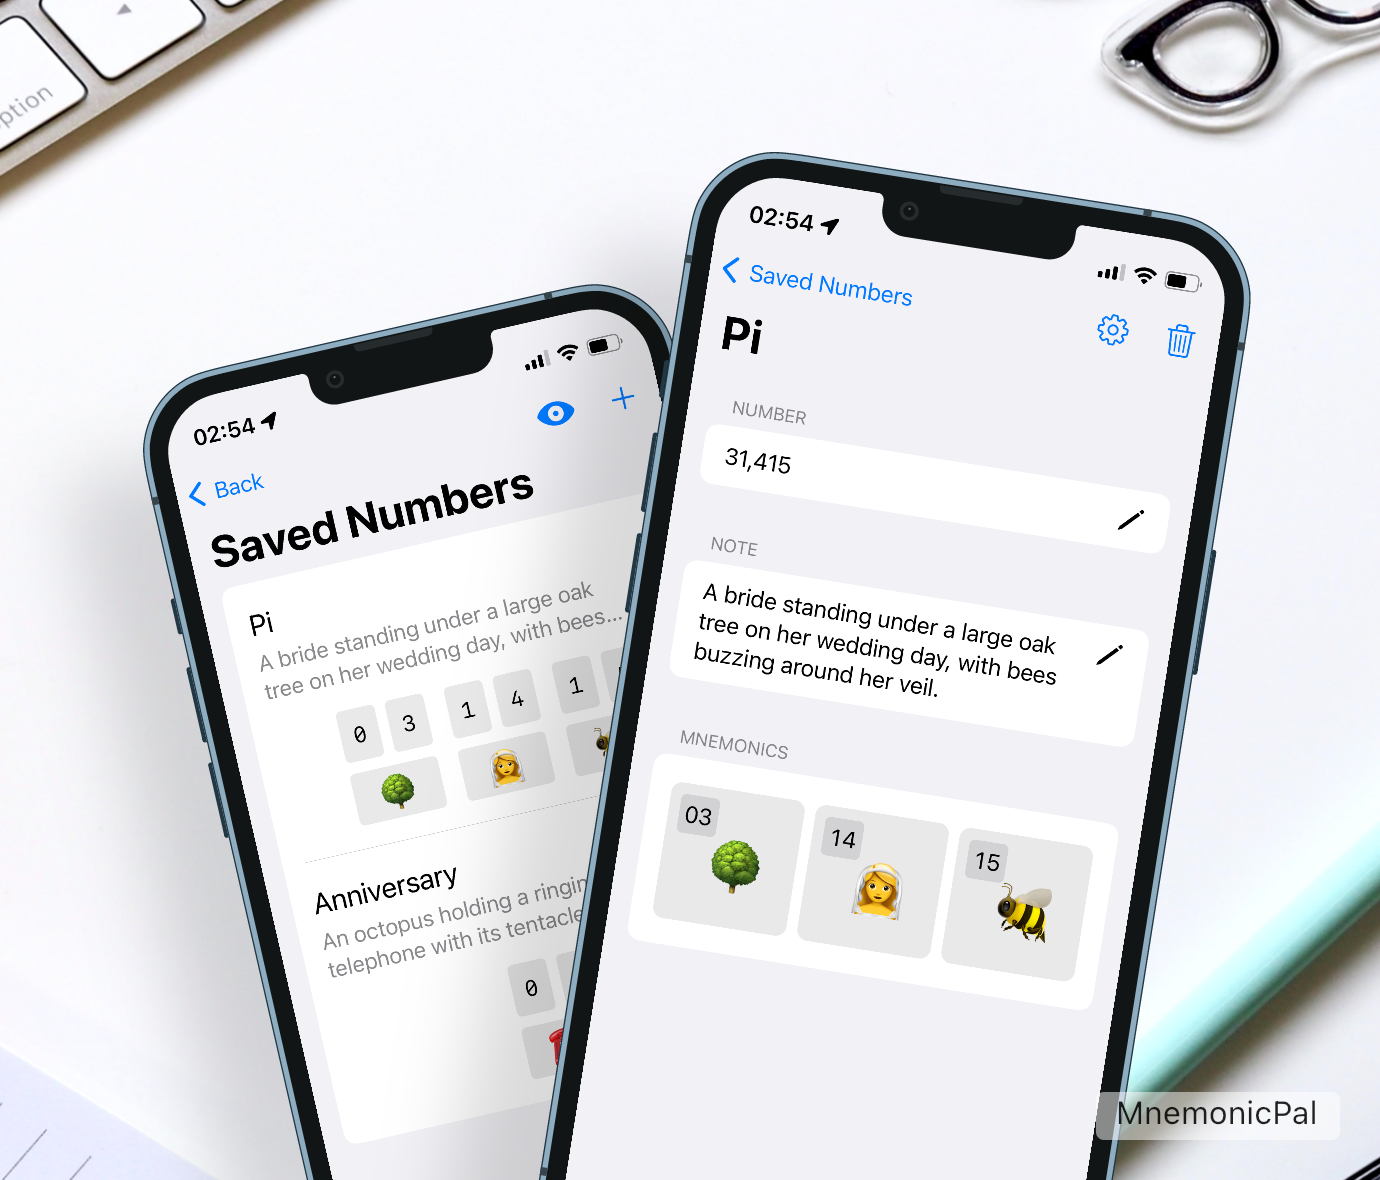 option
02:54
Back
Saved Numbers
Pi
A bride standing under a large oak
tree on her wedding day, with bees...
0 3 1 4 1
Anniversary
An octopus holding a ringing
telephone with its tentacle
0
02:54
Saved Numbers
Pi
NUMBER
31,415
NOTE
A bride standing under a large oak
tree on her wedding day, with bees
buzzing around her veil.
MNEMONICS
03 14 15
MnemonicPal